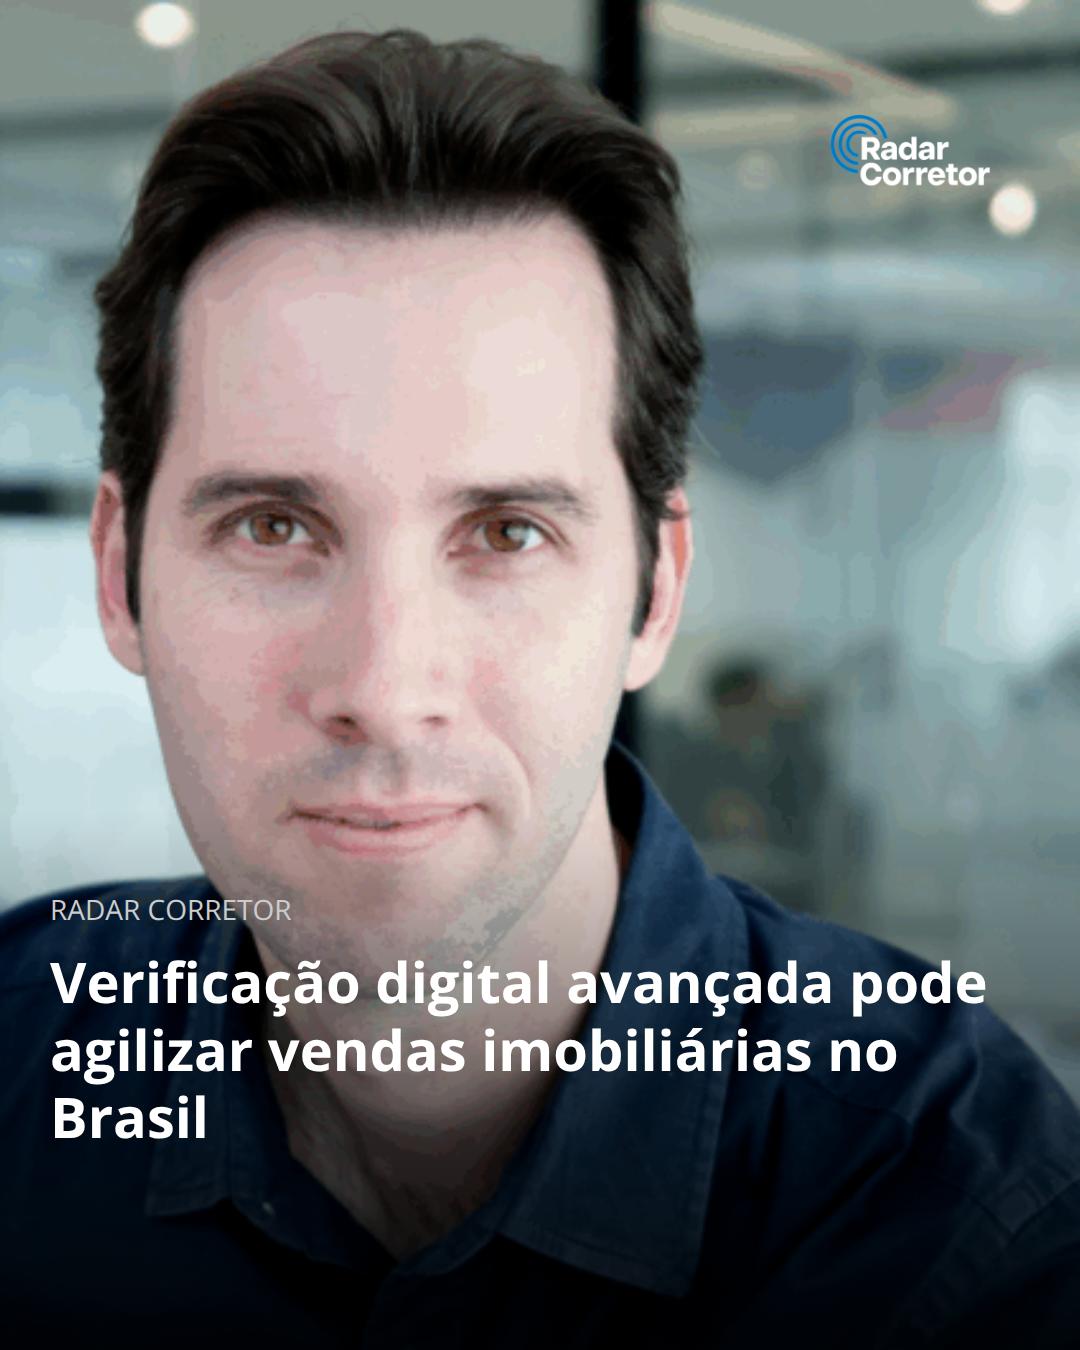 Radar
Corretor
RADAR CORRETOR
Verificação digital avançada pode
agilizar vendas imobiliárias no
Brasil